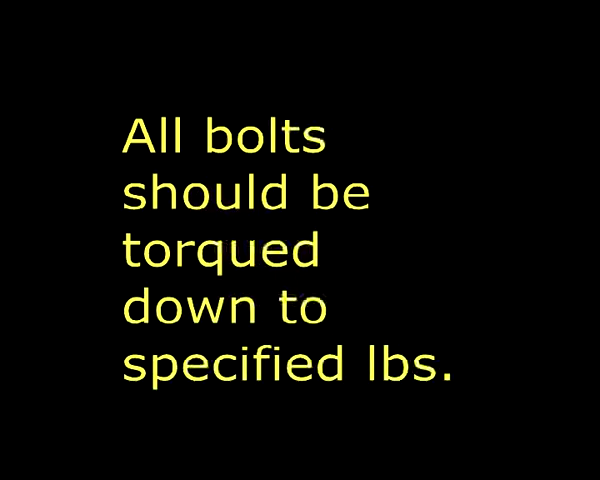 All bolts
should be
torqued
down to
specified lbs.